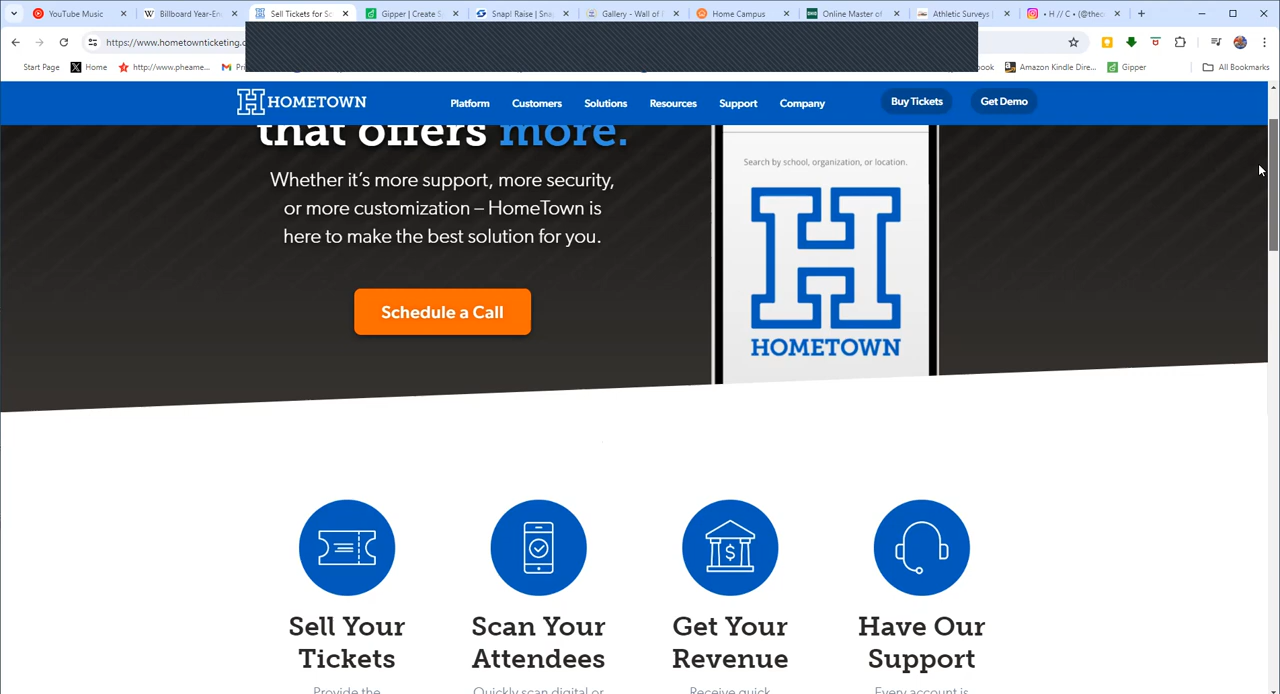 YouTube Music
Billboard Year-En
Sell Tickets for Sc
Gipper | Create S
Snap! Raise | Sna
Gallery - Wall of F
Home Campus
Online Master of
Athletic Surveys
• H // C • (@thec
http://www.hometownticketing.c
Start Page
Home
http://www.pheame...
book
Amazon Kindle Dire...
Gipper
All Bookmarks
HOMETOWN
Platform
Customers
Solutions
Resources
Support
Company
Buy Tickets
Get Demo
that offers more.
Whether it's more support, more security,
or more customization – HomeTown is
here to make the best solution for you.
Schedule a Call
Search by school, organization, or location.
H
HOMETOWN
Sell Your
Tickets
Scan Your
Attendees
Get Your
Revenue
Have Our
Support
Provide the
Quickly scan digital or
Receive quick
Every account is